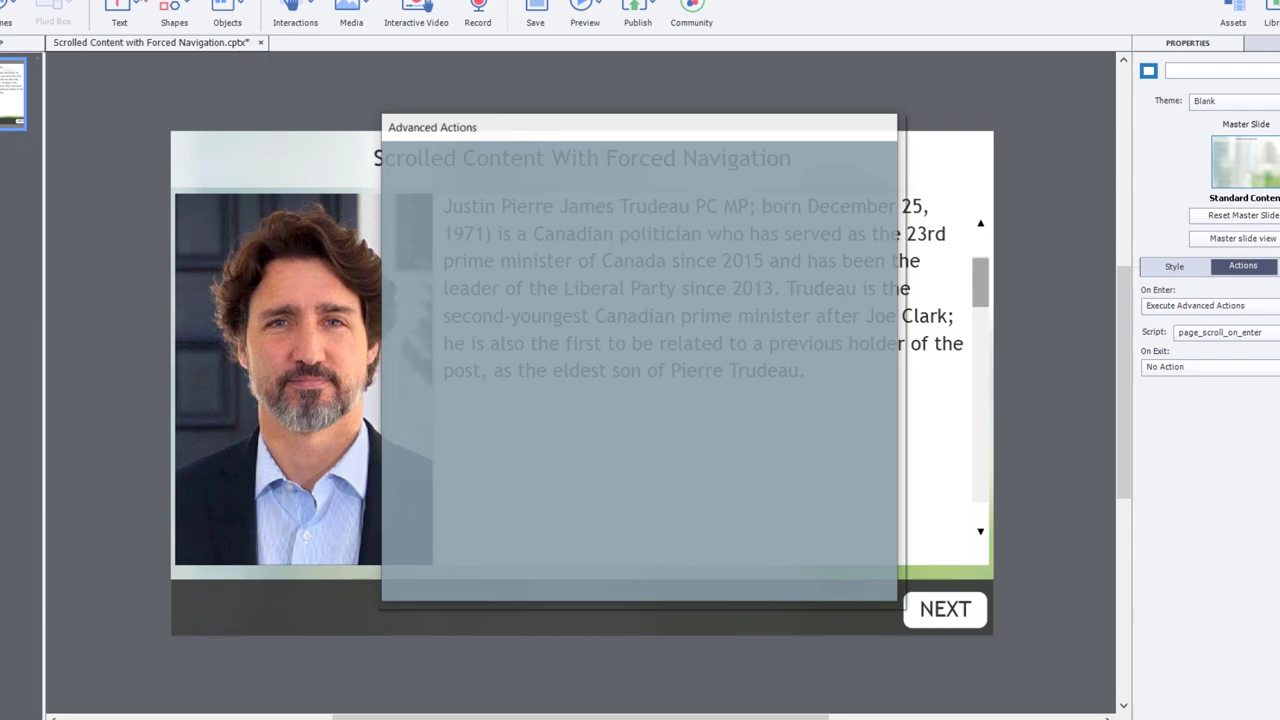 Fluid Box
Text
Shapes
Objects
Interactions
Media
Interactive Video
Record
Save
Preview
Publish
Community
Assets
Scrolled Content with Forced Navigation.cptx*
PROPERTIES
Theme:
Blank
Master Slide
Standard Conten
Reset Master Slide
Master slide view
Style
Actions
On Enter:
Execute Advanced Actions
Script:
page_scroll_on_enter
On Exit:
No Action
Advanced Actions
Scrolled Content With Forced Navigation
Justin Pierre James Trudeau PC MP; born December 25,
1971) is a Canadian politician who has served as the 23rd
prime minister of Canada since 2015 and has been the
leader of the Liberal Party since 2013. Trudeau is the
second-youngest Canadian prime minister after Joe Clark;
he is also the first to be related to a previous holder of the
post, as the eldest son of Pierre Trudeau.
NEXT